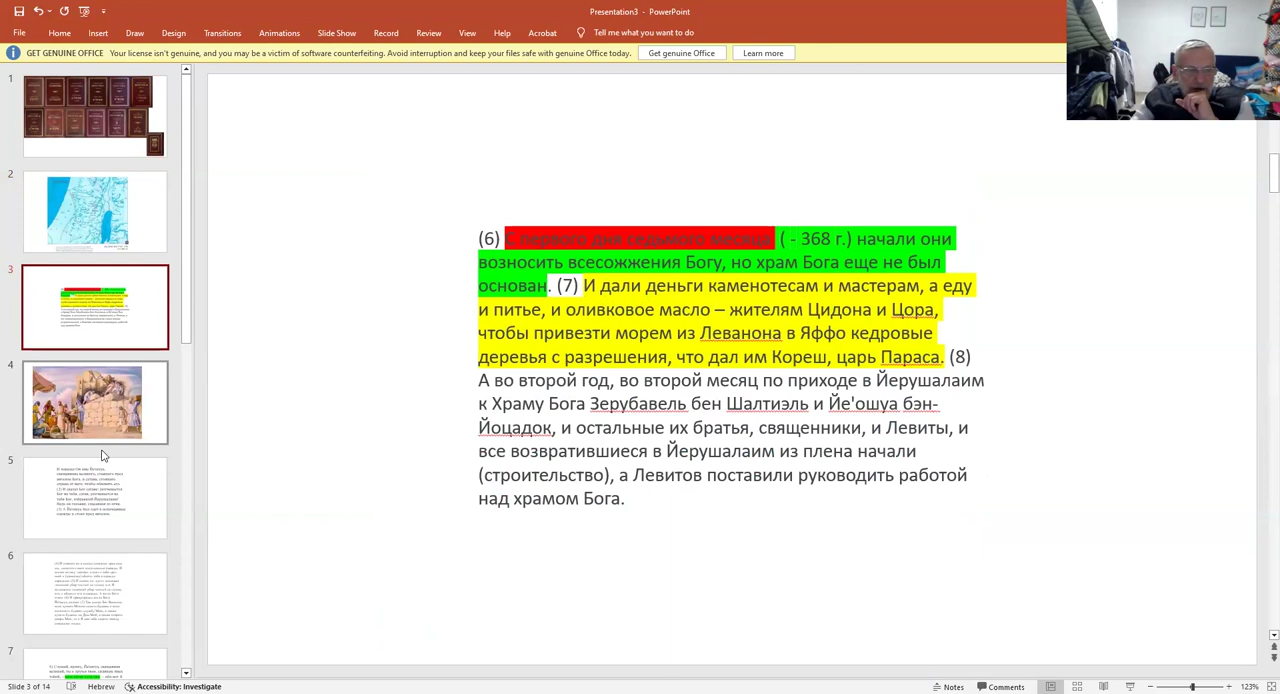 Presentation3 - PowerPoint
File Home Insert Draw Design Transitions Animations Slide Show Record Review View Help Acrobat Tell me what you want to do
GET GENUINE OFFICE Your license isn't genuine, and you may be a victim of software counterfeiting. Avoid interruption and keep your files safe with genuine Office today. Get genuine Office Learn more
1
2
3
4
5
6
7
(6) С первого дня седьмого месяца ( - 368 г.) начали они
возносить всесожжения Богу, но храм Бога еще не был
основан. (7) И дали деньги каменотесам и мастерам, а еду
и питье, и оливковое масло – жителям Цидона и Цора,
чтобы привезти морем из Леванона в Яффо кедровые
деревья с разрешения, что дал им Кореш, царь Параса. (8)
А во второй год, во второй месяц по приходе в Йерушалаим
к Храму Бога Зерубавель бен Шалтиэль и Йе'ошуа бэн-
Йоцадок, и остальные их братья, священники, и Левиты, и
все возвратившиеся в Йерушалаим из плена начали
(строительство), а Левитов поставили руководить работой
над храмом Бога.
Slide 3 of 14 Hebrew Accessibility: Investigate Notes Comments 123%